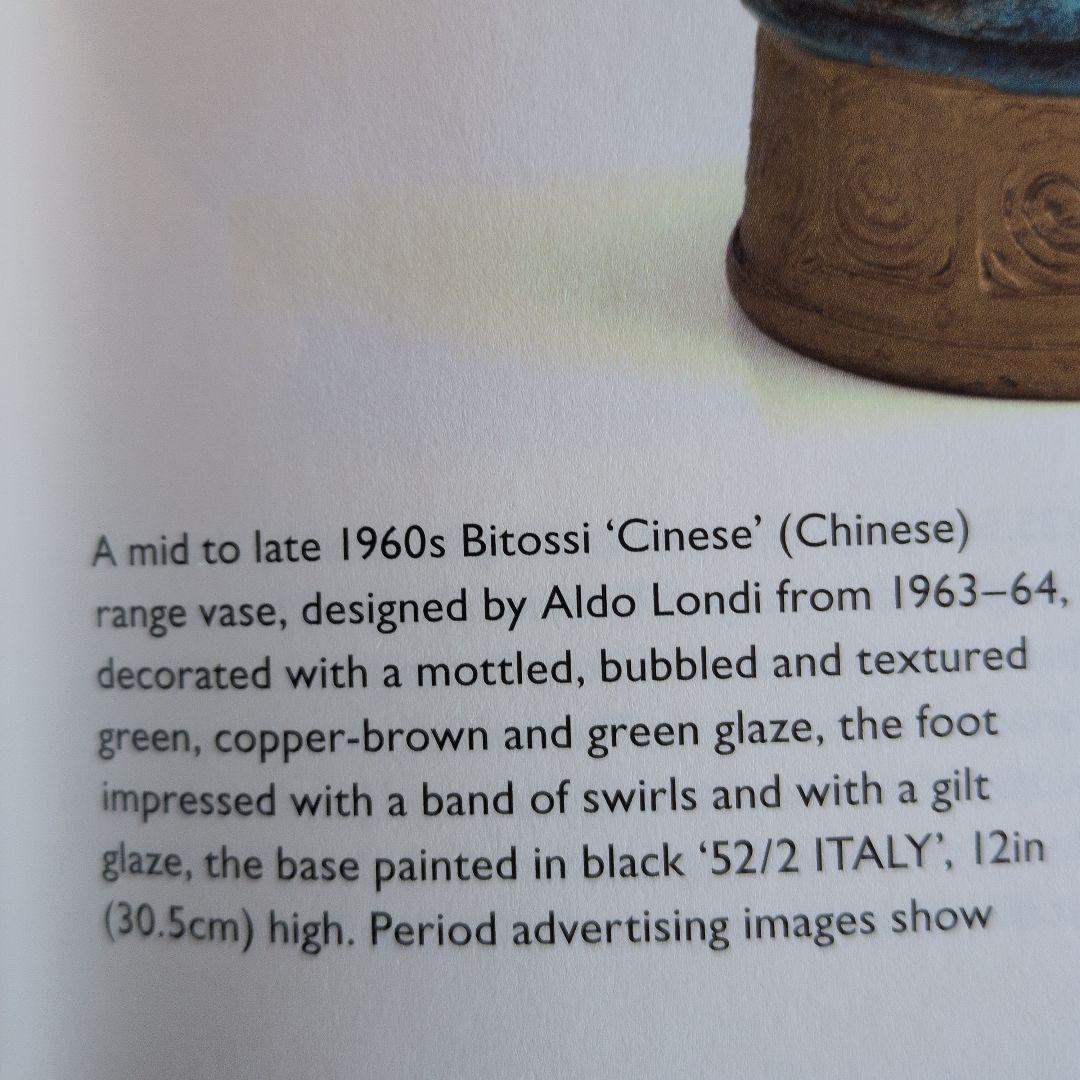 A mid to late 1960s Bitossi ‘Cinese’ (Chinese)
range vase, designed by Aldo Londi from 1963–64,
decorated with a mottled, bubbled and textured
green, copper-brown and green glaze, the foot
impressed with a band of swirls and with a gilt
glaze, the base painted in black ‘52/2 ITALY’, 12in
(30.5cm) high. Period advertising images show